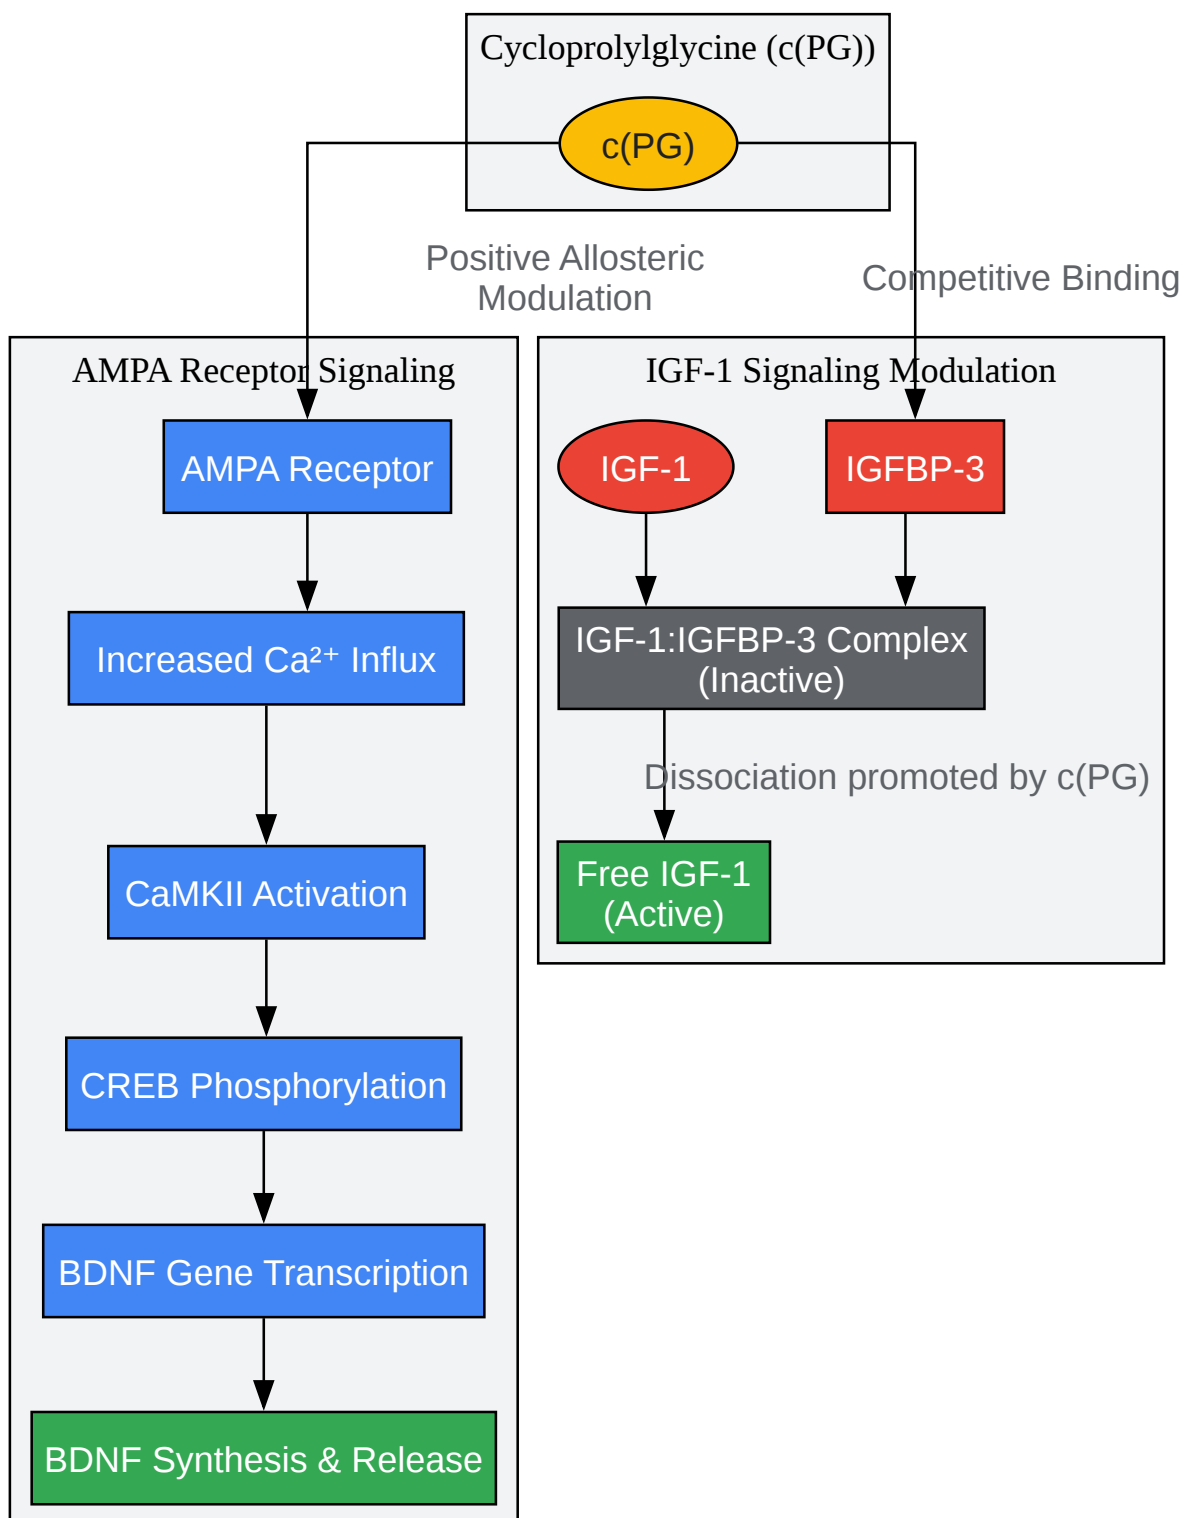 Cycloprolylglycine (c(PG))
c(PG)
Positive Allosteric
Modulation
Competitive Binding
AMPA Receptor Signaling
AMPA Receptor
Increased Ca²⁺ Influx
CaMKII Activation
CREB Phosphorylation
BDNF Gene Transcription
BDNF Synthesis & Release
IGF-1 Signaling Modulation
IGF-1
IGFBP-3
IGF-1:IGFBP-3 Complex
(Inactive)
Dissociation promoted by c(PG)
Free IGF-1
(Active)